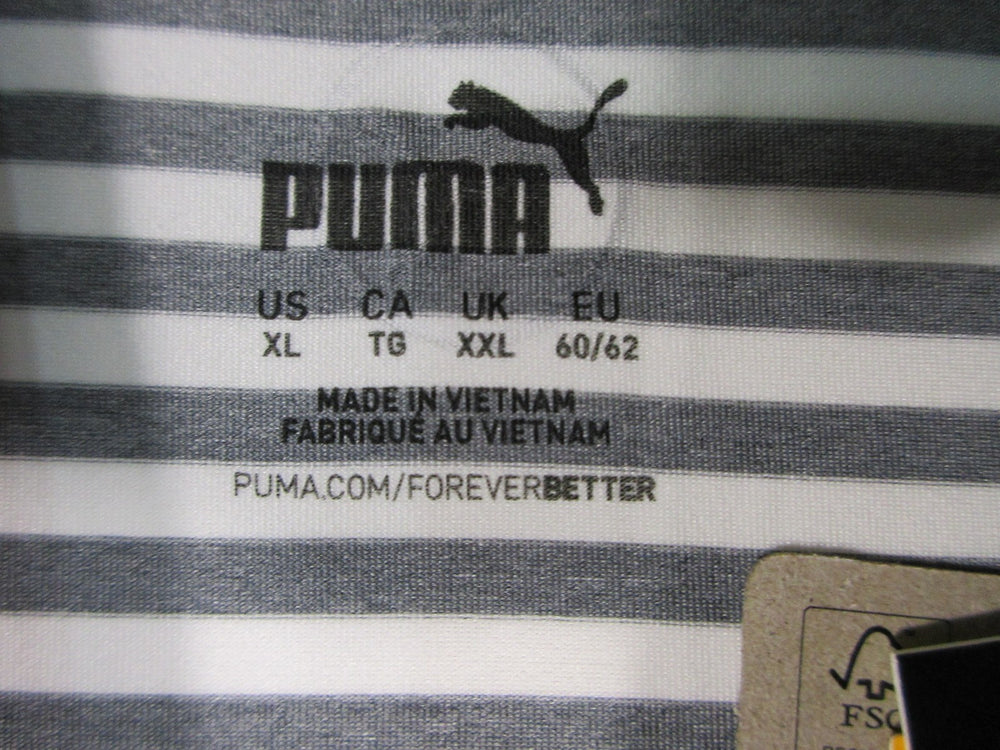 PUMA
US CA UK EU
XL TG XXL 60/62
MADE IN VIETNAM
FABRIQUÉ AU VIETNAM
PUMA.COM/FOREVERBETTER
FSC